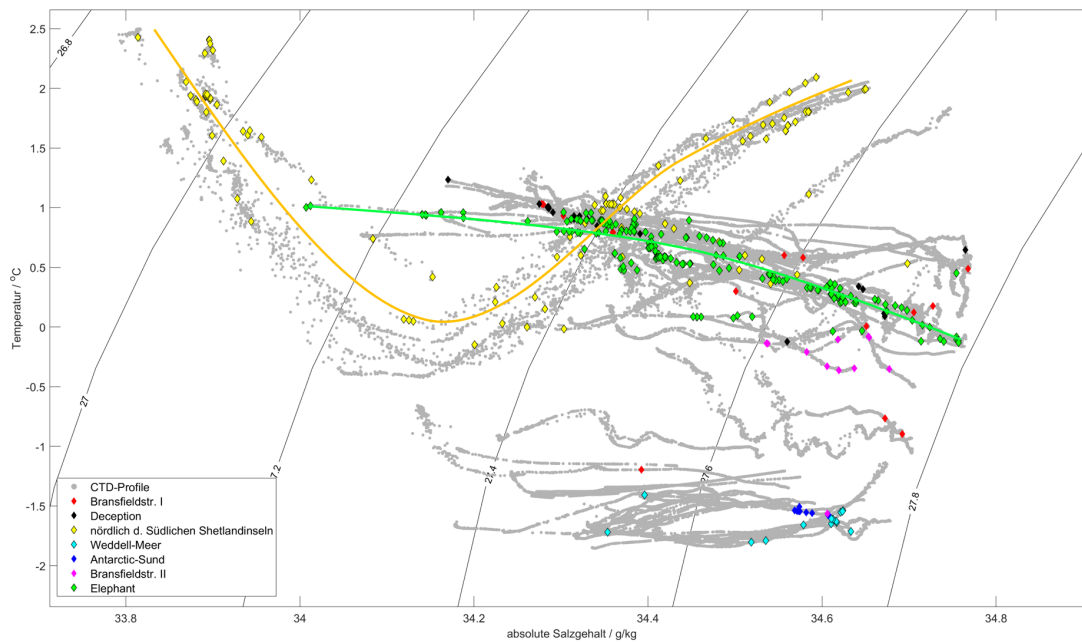 2.5
2
1.5
1
0.5
0
-0.5
-1
-1.5
-2
Temperatur / °C
26.8
27
27.2
27.4
27.6
27.8
CTD-Profile
Bransfieldstr. I
Deception
nördlich d. Südlichen Shetlandinseln
Weddell-Meer
Antarctic-Sund
Bransfieldstr. II
Elephant
33.8
34
34.2
34.4
34.6
34.8
absolute Salzgehalt / g/kg